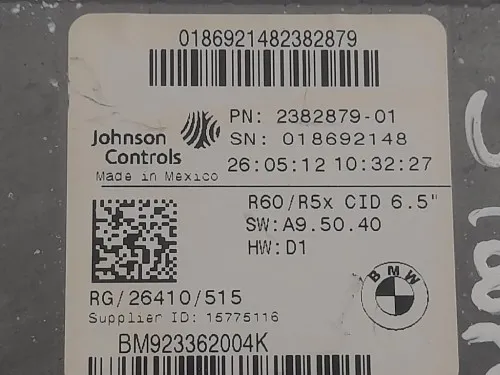 0186921482382879
Johnson
Controls
Made in Mexico
PN: 2382879-01
SN: 018692148
26:05:12 10:32:27
R60/R5x CID 6.5"
SW: A9.50.40
HW: D1
BMW
RG/26410/515
Supplier ID: 15775116
BM923362004K